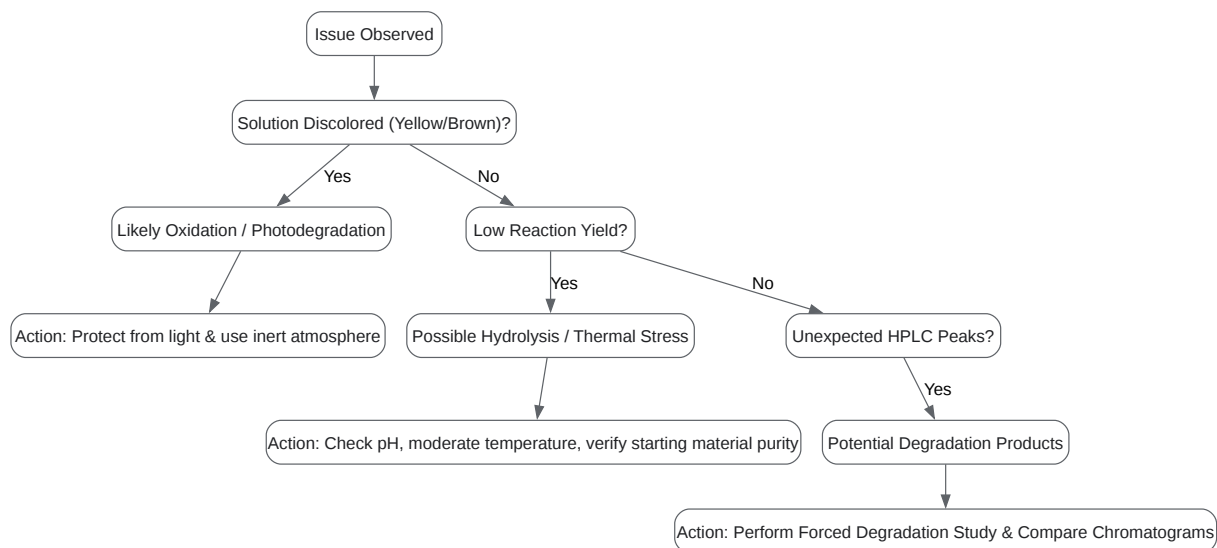 Issue Observed
Solution Discolored (Yellow/Brown)?
Yes
No
Likely Oxidation / Photodegradation
Low Reaction Yield?
Yes
No
Action: Protect from light & use inert atmosphere
Possible Hydrolysis / Thermal Stress
Unexpected HPLC Peaks?
Yes
Action: Check pH, moderate temperature, verify starting material purity
Potential Degradation Products
Action: Perform Forced Degradation Study & Compare Chromatograms